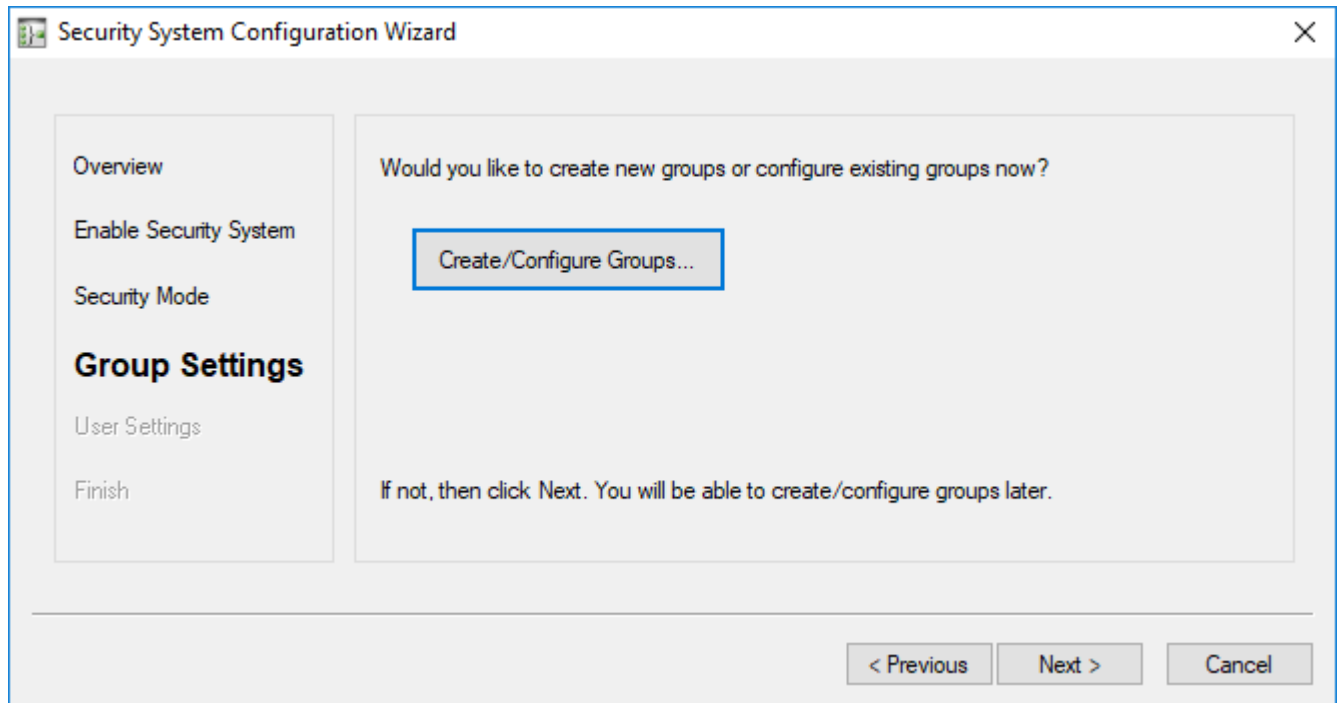 Security System Configuration Wizard
Overview
Enable Security System
Security Mode
Group Settings
User Settings
Finish
Would you like to create new groups or configure existing groups now?
Create/Configure Groups...
If not, then click Next. You will be able to create/configure groups later.
< Previous
Next >
Cancel